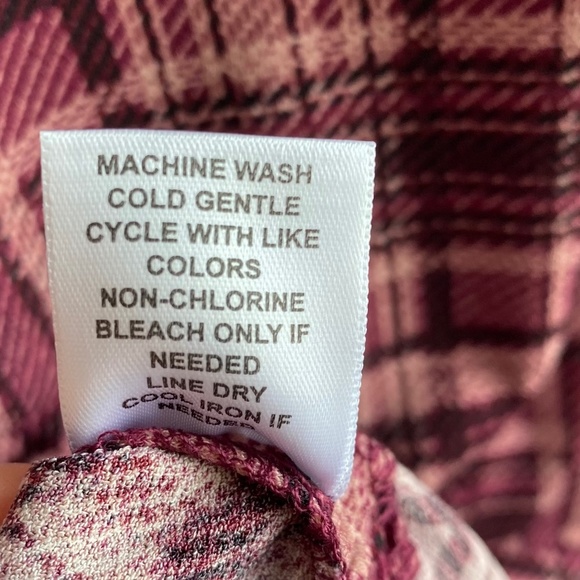 MACHINE WASH
COLD GENTLE
CYCLE WITH LIKE
COLORS
NON-CHLORINE
BLEACH ONLY IF
NEEDED
LINE DRY
COOL IRON IF
NEEDED